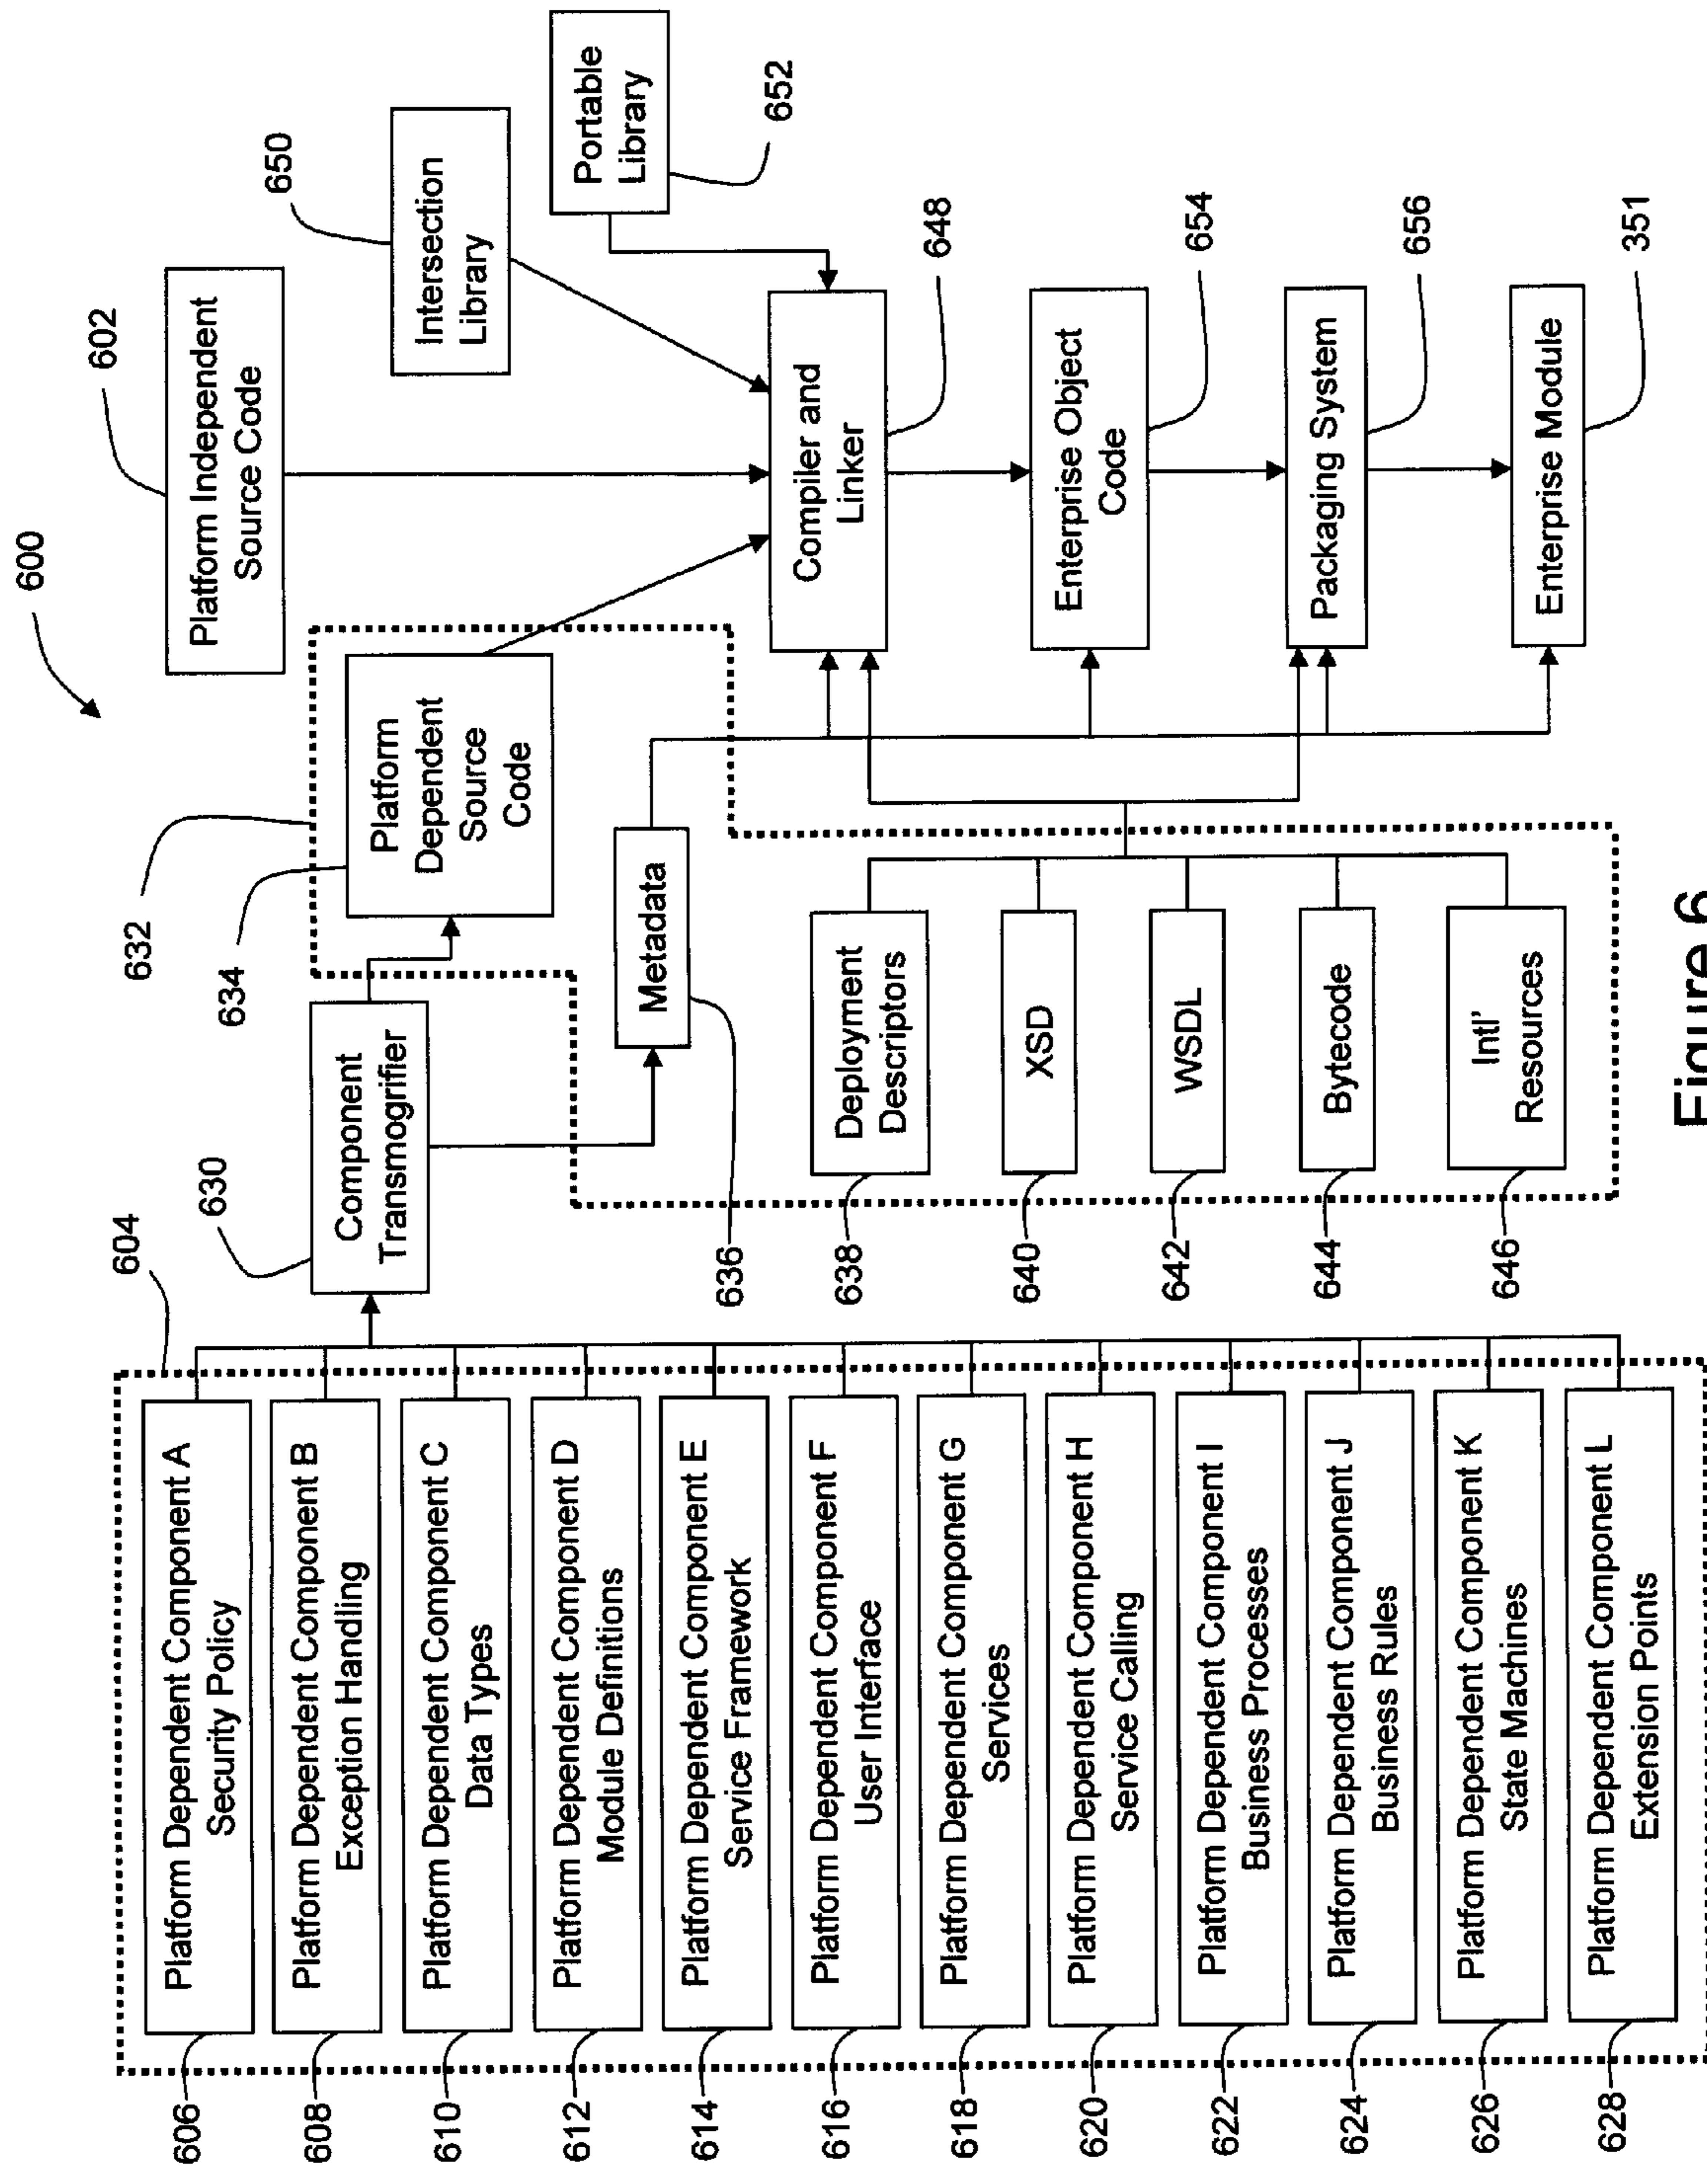 600
604
606
Platform Dependent Component A
Security Policy
608
Platform Dependent Component B
Exception Handling
610
Platform Dependent Component C
Data Types
612
Platform Dependent Component D
Module Definitions
614
Platform Dependent Component E
Service Framework
616
Platform Dependent Component F
User Interface
618
Platform Dependent Component G
Services
620
Platform Dependent Component H
Service Calling
622
Platform Dependent Component I
Business Processes
624
Platform Dependent Component J
Business Rules
626
Platform Dependent Component K
State Machines
628
Platform Dependent Component L
Extension Points
630
Component
Transmogrifier
632
634
Platform
Dependent
Source
Code
636
Metadata
638
Deployment
Descriptors
640
XSD
642
WSDL
644
Bytecode
646
Intl'
Resources
602
Platform Independent
Source Code
650
Intersection
Library
652
Portable
Library
648
Compiler and
Linker
654
Enterprise Object
Code
656
Packaging System
351
Enterprise Module
Figure 6